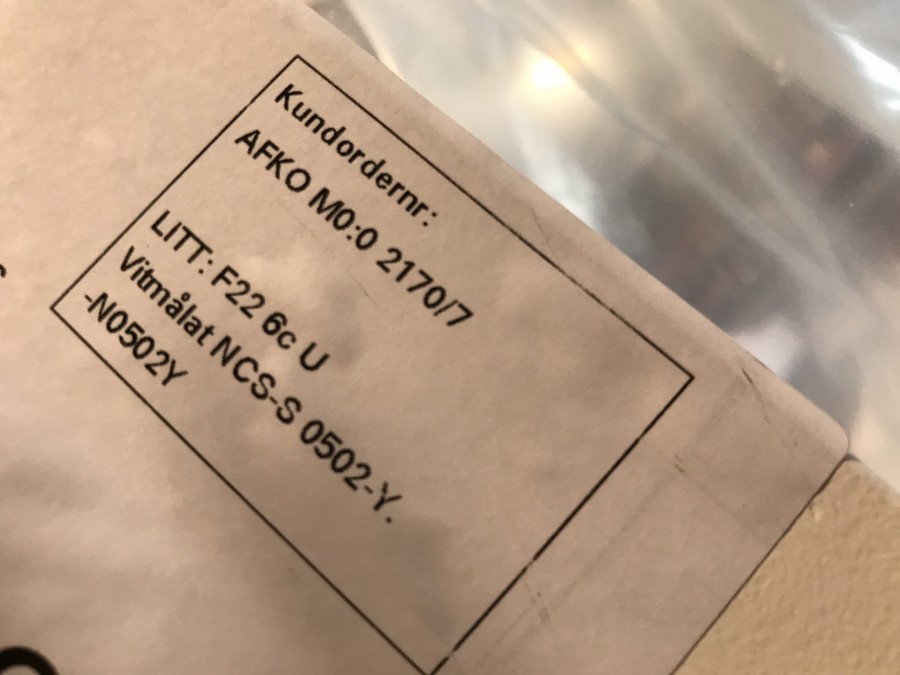 Kundordernr:
AFKO M0:0 2170/7
LITT: F22 6c U
Vitmålat NCS-S 0502-Y.
-N0502Y